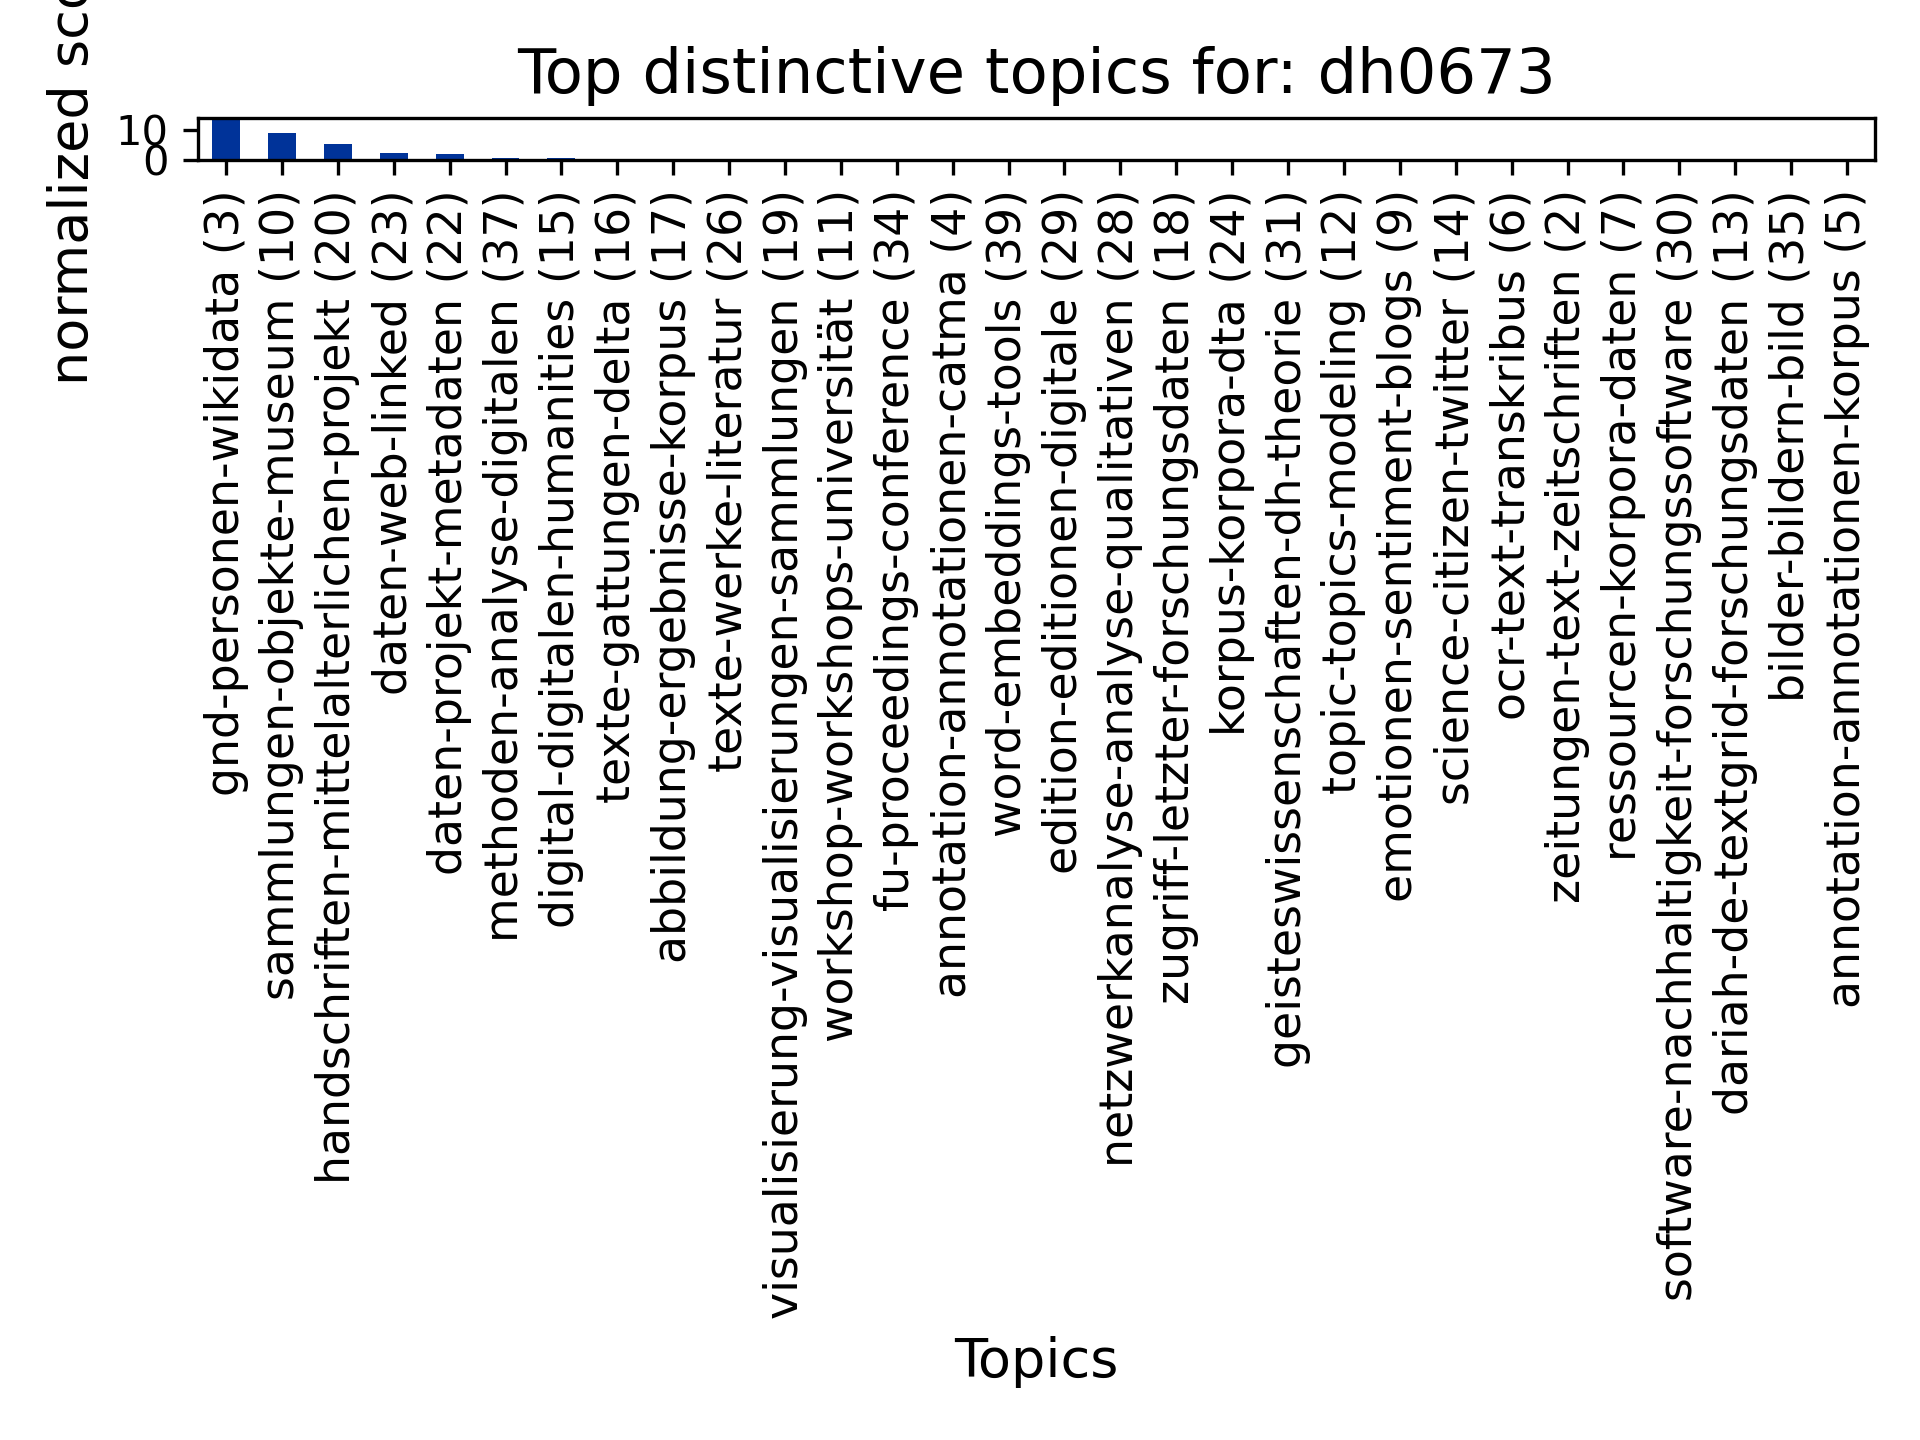 Top distinctive topics for: dh0673
normalized
10
0
gnd-personen-wikidata (3)
sammlungen-objekte-museum (10)
handschriften-mittelalterlichen-projekt (20)
daten-web-linked (23)
daten-projekt-metadaten (22)
methoden-analyse-digitalen (37)
digital-digitalen-humanities (15)
texte-gattungen-delta (16)
abbildung-ergebnisse-korpus (17)
texte-werke-literatur (26)
visualisierung-visualisierungen-sammlungen (19)
workshop-workshops-universität (11)
fu-proceedings-conference (34)
annotation-annotationen-catma (4)
word-embeddings-tools (39)
edition-editionen-digitale (29)
netzwerkanalyse-analyse-qualitativen (28)
zugriff-letzter-forschungsdaten (18)
korpus-korpora-dta (24)
geisteswissenschaften-dh-theorie (31)
topic-topics-modeling (12)
emotionen-sentiment-blogs (9)
science-citizen-twitter (14)
ocr-text-transkribus (6)
zeitungen-text-zeitschriften (2)
ressourcen-korpora-daten (7)
software-nachhaltigkeit-forschungssoftware (30)
dariah-de-textgrid-forschungsdaten (13)
bilder-bildern-bild (35)
annotation-annotationen-korpus (5)
Topics